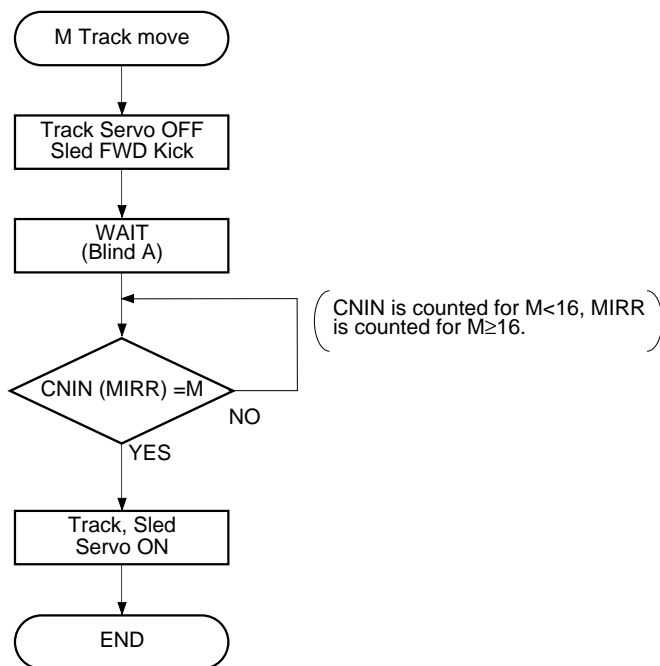 M Track move
Track Servo OFF
Sled FWD Kick
WAIT
(Blind A)
CNIN is counted for M<16, MIRR
is counted for M≥16.
CNIN (MIRR) =M
NO
YES
Track, Sled
Servo ON
END